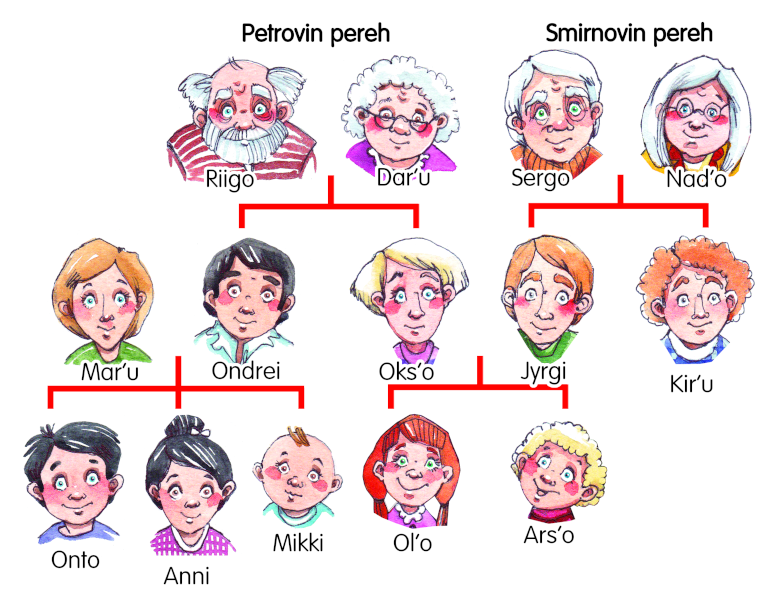 Petrovin pereh
Smirnovin pereh
Riigo
Dar'u
Sergo
Nad'o
Mar'u
Ondrei
Oks'o
Jyrgi
Kir'u
Onto
Anni
Mikki
Ol'o
Ars'o